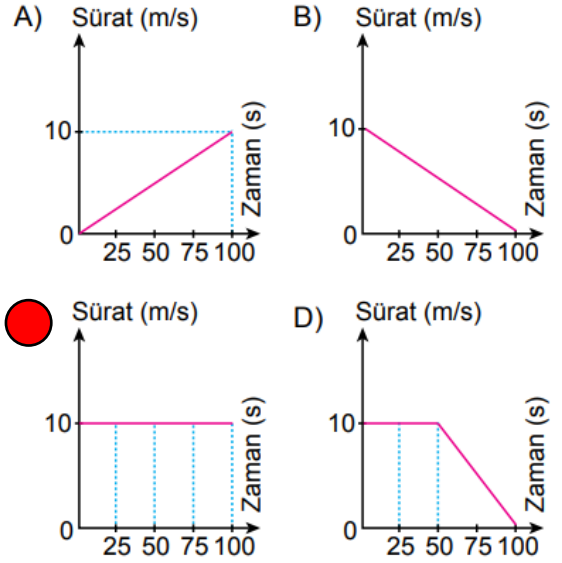 A) Sürat (m/s)
10
0
25 50 75 100
Zaman (s)
B) Sürat (m/s)
10
0
25 50 75 100
Zaman (s)
Sürat (m/s)
10
0
25 50 75 100
Zaman (s)
D) Sürat (m/s)
10
0
25 50 75 100
Zaman (s)